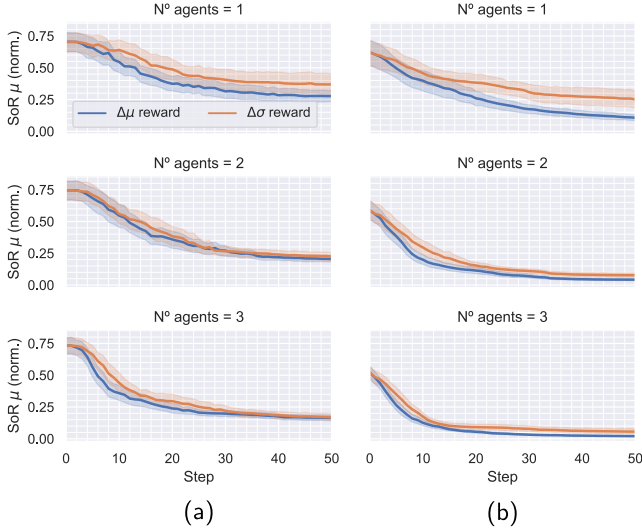 Nº agents = 1
Nº agents = 1
SoR μ (norm.)
0.75
0.50
0.25
0.00
Δμ reward
Δσ reward
Nº agents = 2
Nº agents = 2
SoR μ (norm.)
0.75
0.50
0.25
0.00
Nº agents = 3
Nº agents = 3
SoR μ (norm.)
0.75
0.50
0.25
0.00
0 10 20 30 40 50
0 10 20 30 40 50
Step
Step
(a)
(b)